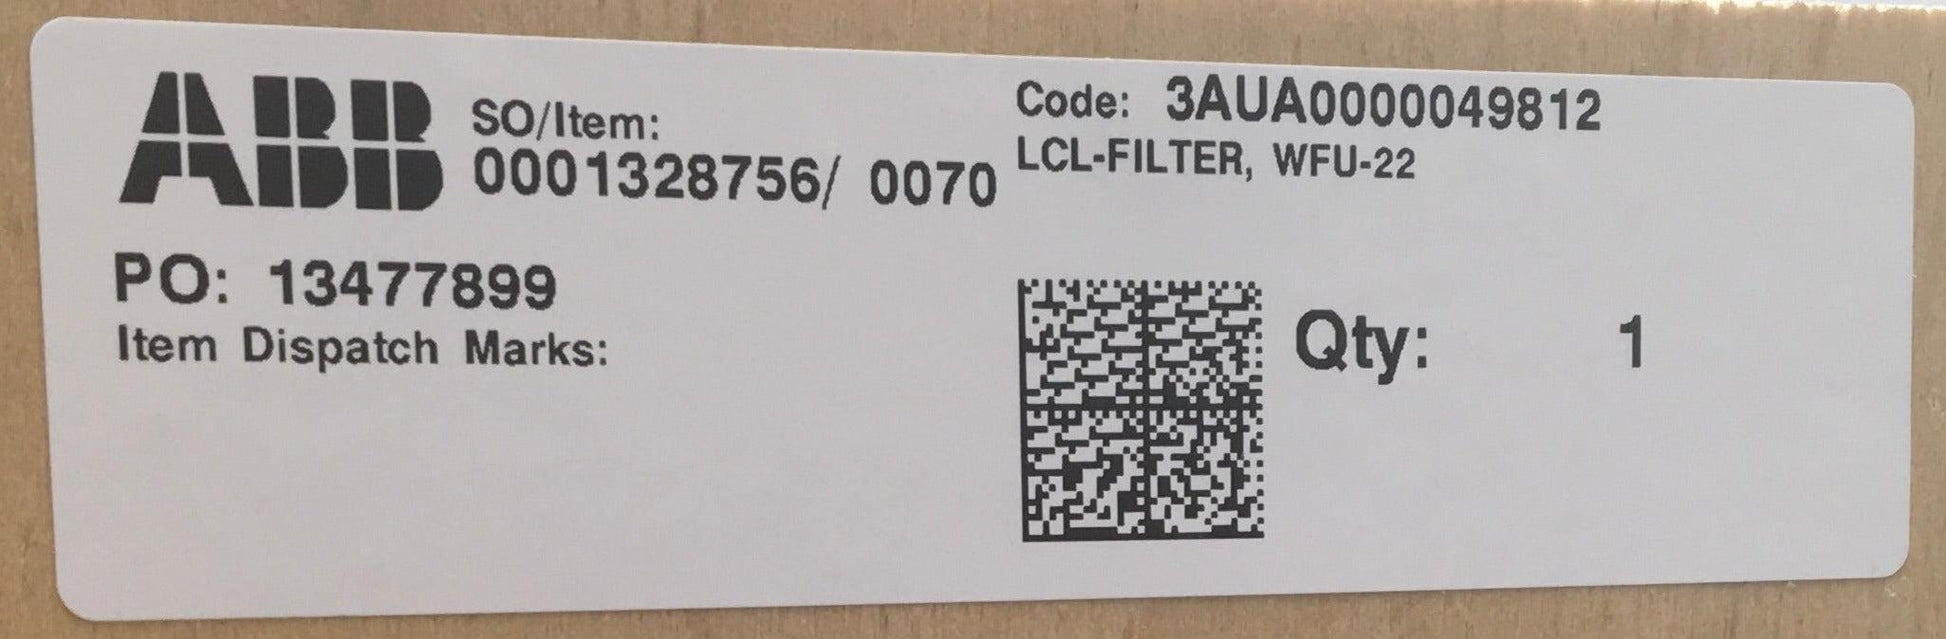 ABB
SO/Item:
0001328756/ 0070
Code: 3AUA0000049812
LCL-FILTER, WFU-22
PO: 13477899
Item Dispatch Marks:
Qty: 1